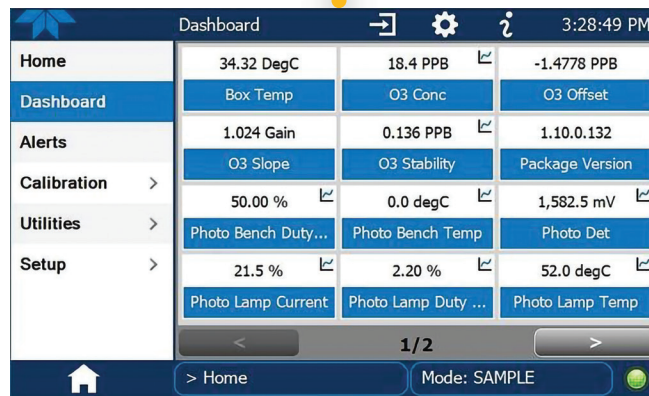 Dashboard 3:28:49 PM
Home
Dashboard
Alerts
Calibration >
Utilities >
Setup >
34.32 DegC 18.4 PPB -1.4778 PPB
Box Temp O3 Conc O3 Offset
1.024 Gain 0.136 PPB 1.10.0.132
O3 Slope O3 Stability Package Version
50.00 % 0.0 degC 1,582.5 mV
Photo Bench Duty... Photo Bench Temp Photo Det
21.5 % 2.20 % 52.0 degC
Photo Lamp Current Photo Lamp Duty ... Photo Lamp Temp
< 1/2 >
> Home Mode: SAMPLE